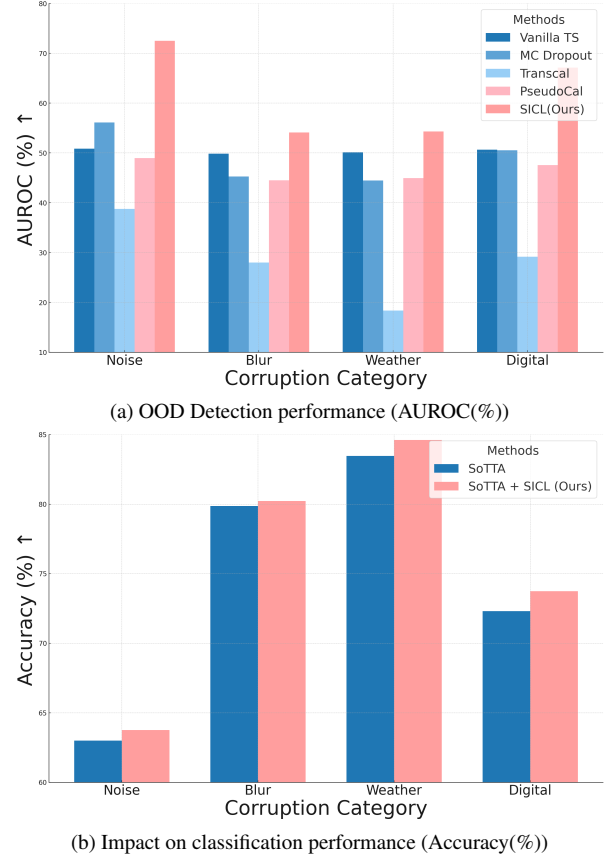 80
70
60
50
40
30
20
10
AUROC (%) ↑
Methods
Vanilla TS
MC Dropout
Transcal
PseudoCal
SICL(Ours)
Noise Blur Weather Digital
Corruption Category
(a) OOD Detection performance (AUROC(%))
85
80
75
70
65
60
Accuracy (%) ↑
Methods
SoTTA
SoTTA + SICL (Ours)
Noise Blur Weather Digital
Corruption Category
(b) Impact on classification performance (Accuracy(%))